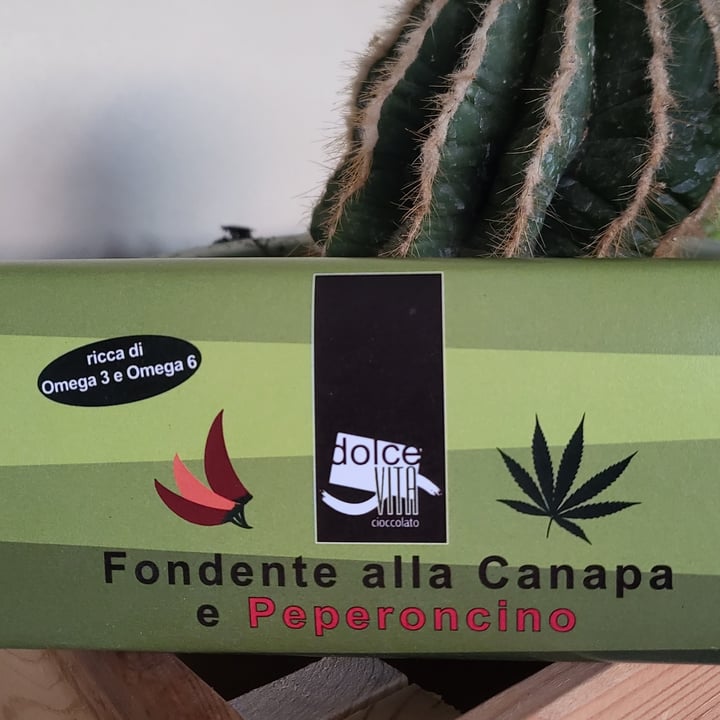 ricca di
Omega 3 e Omega 6
dolce
VITA
cioccolato
Fondente alla Canapa
e Peperoncino